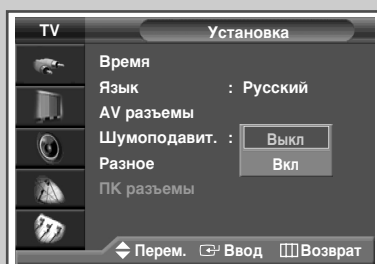 TV
Установка
Время
Язык : Русский
AV разъемы
Шумоподавит. : Выкл
Разное Вкл
ПК разъемы
Перем. Ввод Возврат